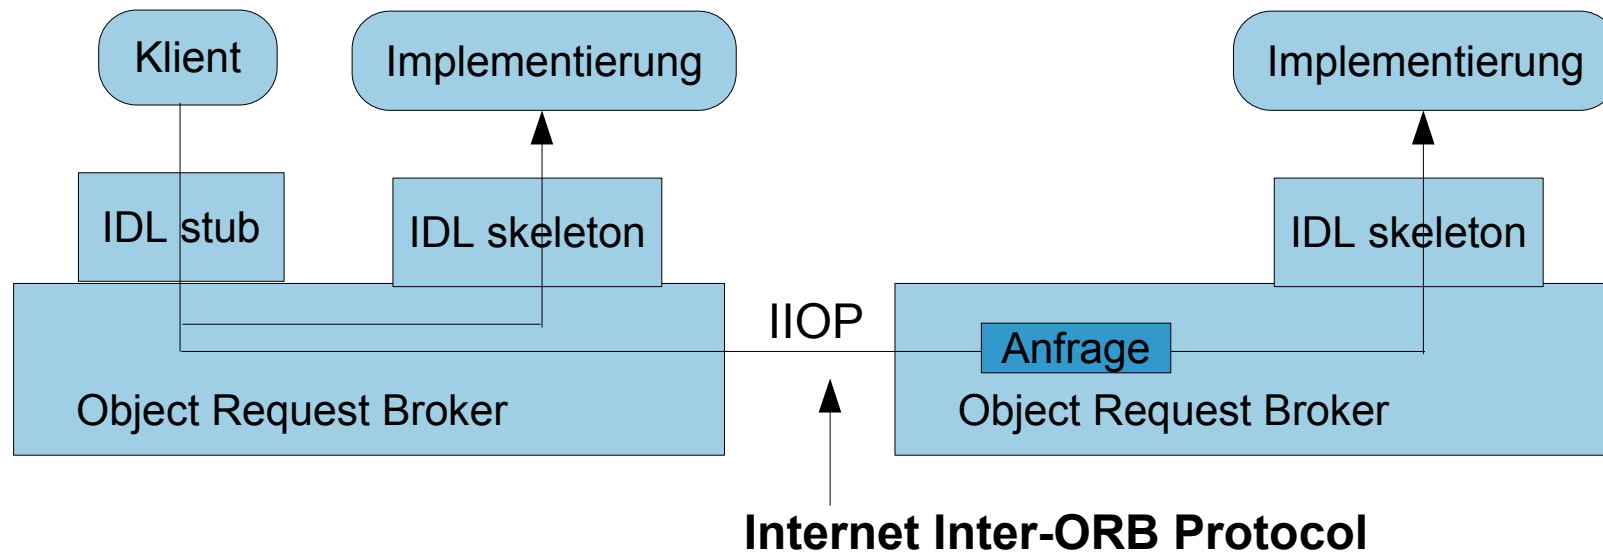 Klient
Implementierung
Implementierung
IDL stub
IDL skeleton
IDL skeleton
IIOP
Anfrage
Object Request Broker
Object Request Broker
Internet Inter-ORB Protocol